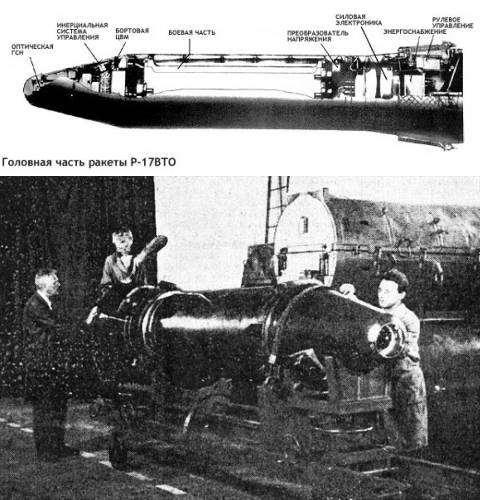 ОПТИЧЕСКАЯ
ГСН
ИНЕРЦИАЛЬНАЯ
СИСТЕМА
УПРАВЛЕНИЯ
БОРТОВАЯ
ЦВМ
БОЕВАЯ ЧАСТЬ
ПРЕОБРАЗОВАТЕЛЬ
НАПРЯЖЕНИЯ
СИЛОВАЯ
ЭЛЕКТРОНИКА
ЭНЕРГОСНАБЖЕНИЕ
РУЛЕВОЕ
УПРАВЛЕНИЕ
Головная часть ракеты Р-17ВТО